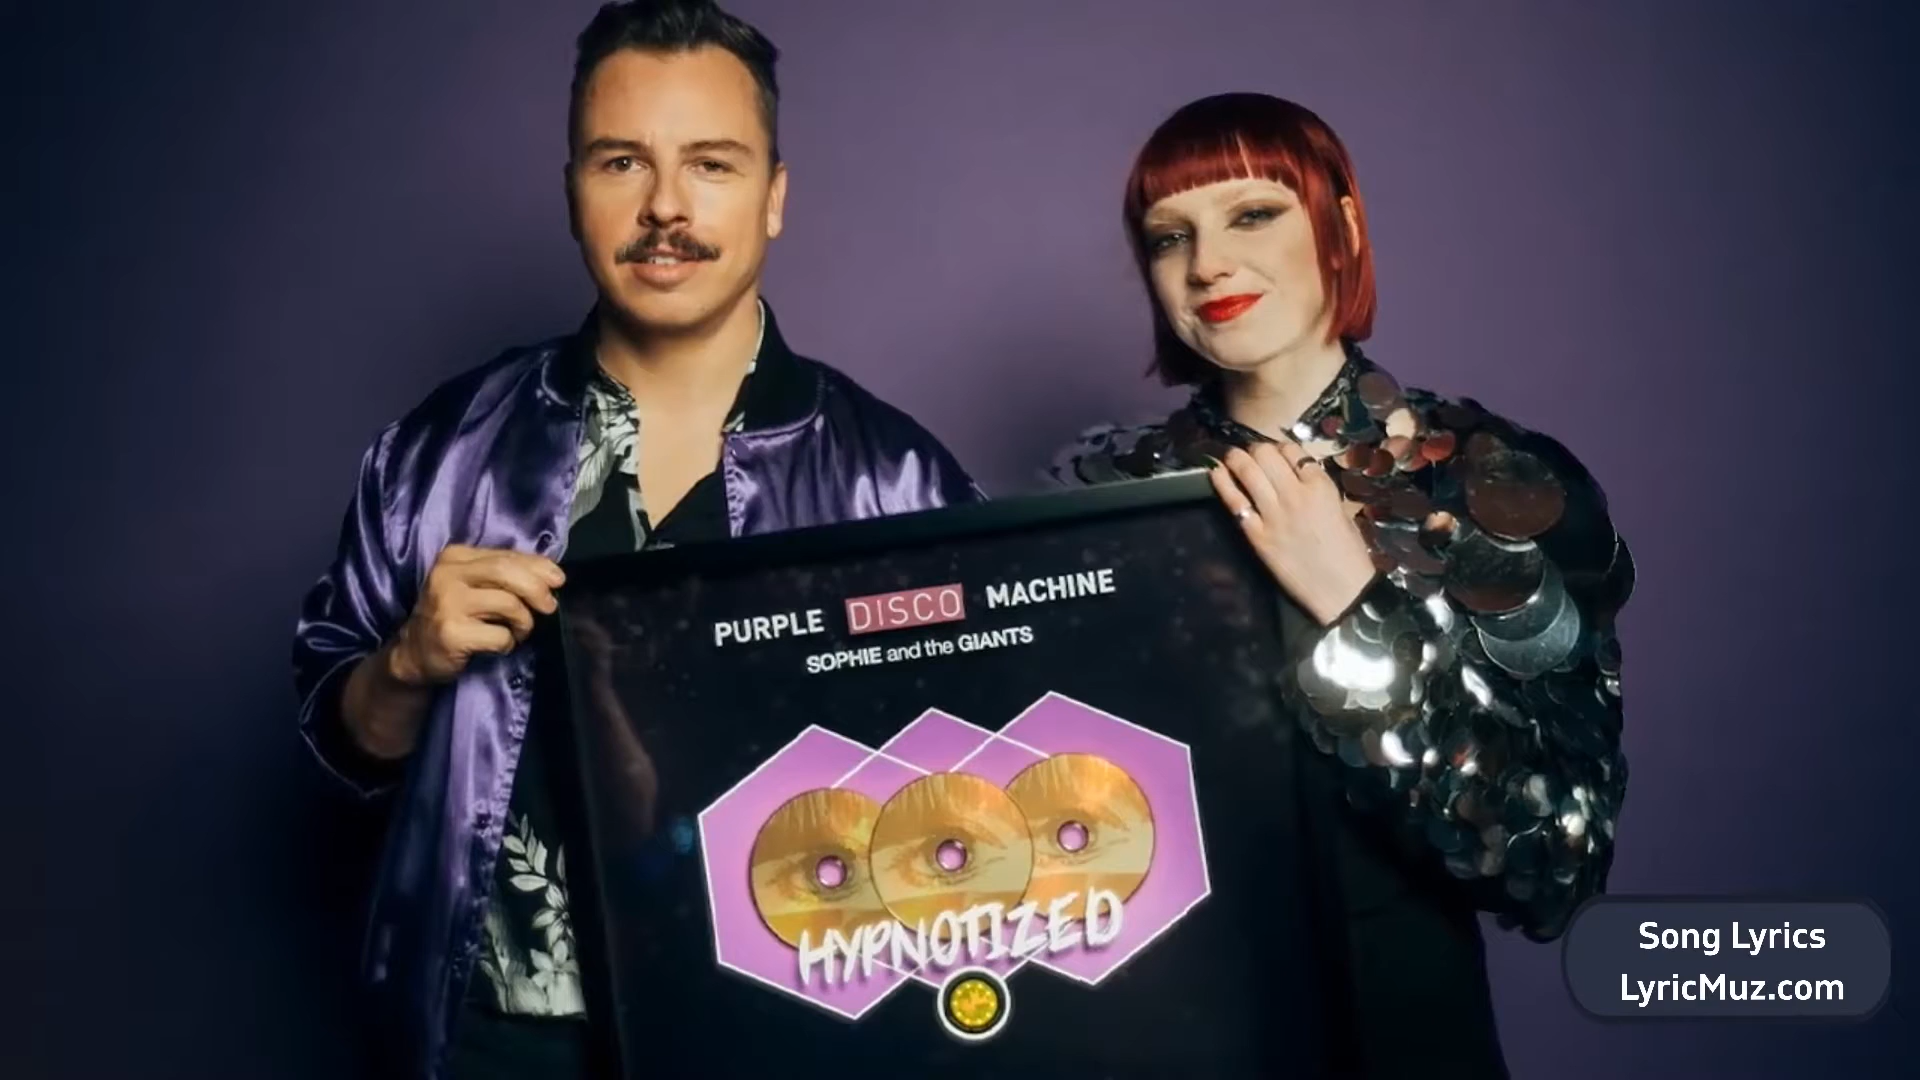 PURPLE DISCO MACHINE
SOPHIE and the GIANTS
HYPNOTIZED
Song Lyrics
LyricMuz.com